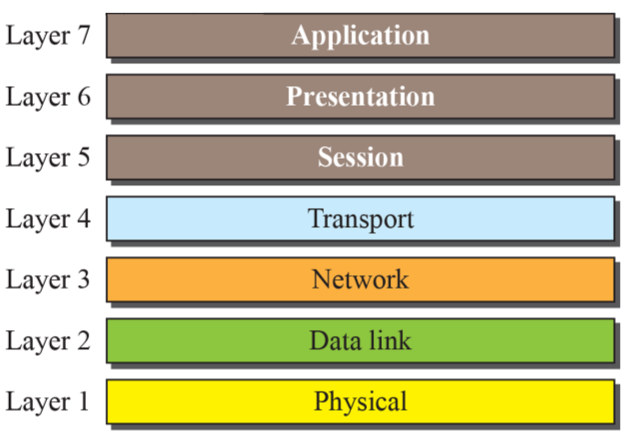 Layer 7 Application
Layer 6 Presentation
Layer 5 Session
Layer 4 Transport
Layer 3 Network
Layer 2 Data link
Layer 1 Physical